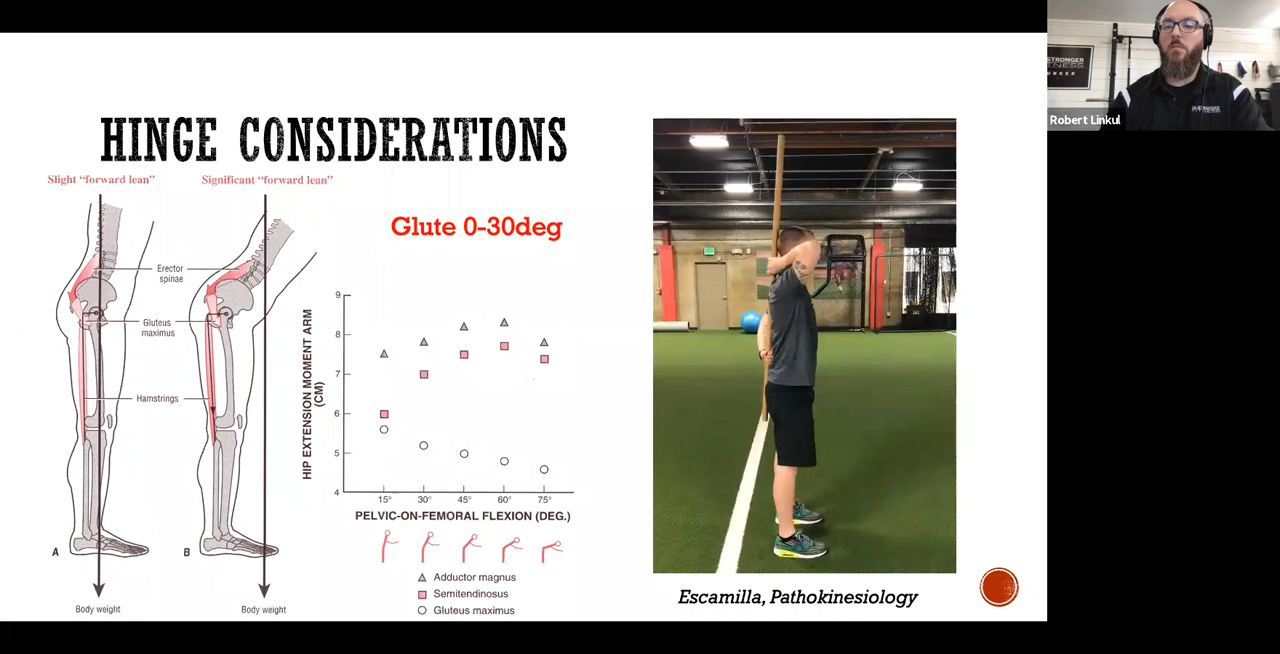 HINGE CONSIDERATIONS
Slight "forward lean"
Significant "forward lean"
Glute 0-30deg
Erector
spinae
Gluteus
maximus
Hamstrings
A
B
Body weight
Body weight
HIP EXTENSION MOMENT ARM
(CM)
9
8
7
6
5
4
15° 30° 45° 60° 75°
PELVIC-ON-FEMORAL FLEXION (DEG.)
Adductor magnus
Semitendinosus
Gluteus maximus
Escamilla, Pathokinesiology
STRONGER
Robert Linkul